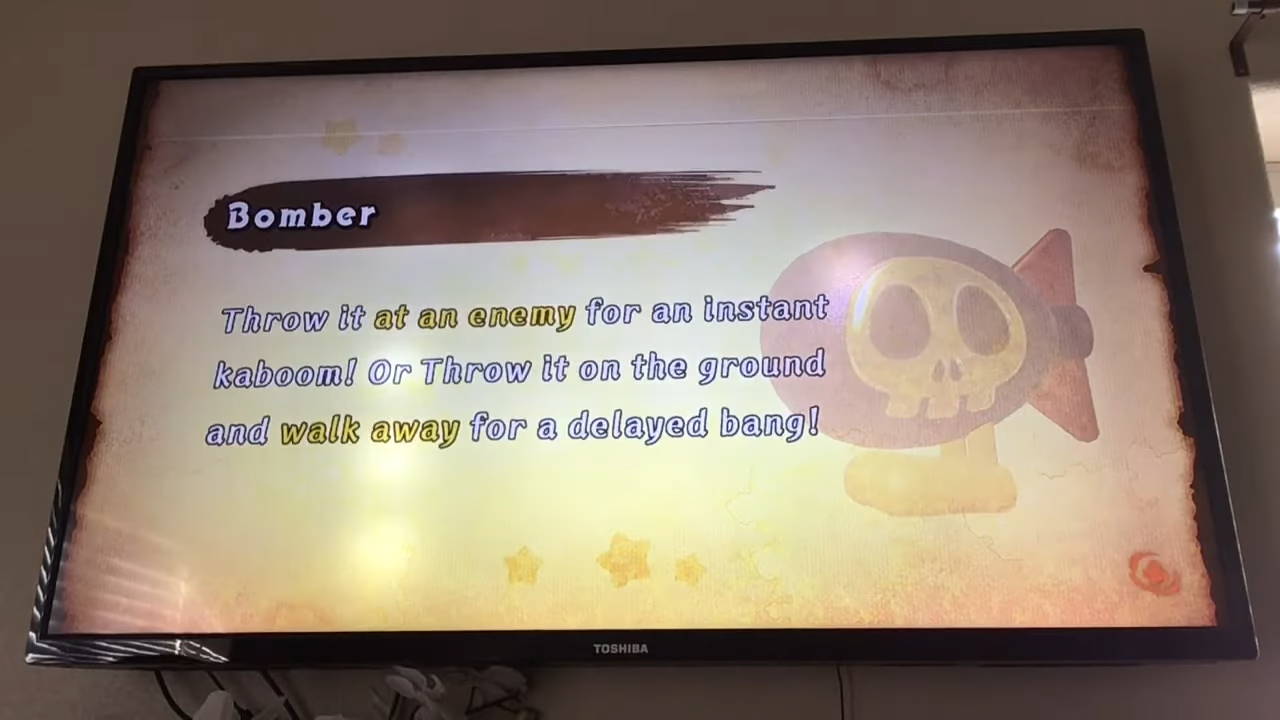 Bomber
Throw it at an enemy for an instant
kaboom! Or Throw it on the ground
and walk away for a delayed bang!
TOSHIBA